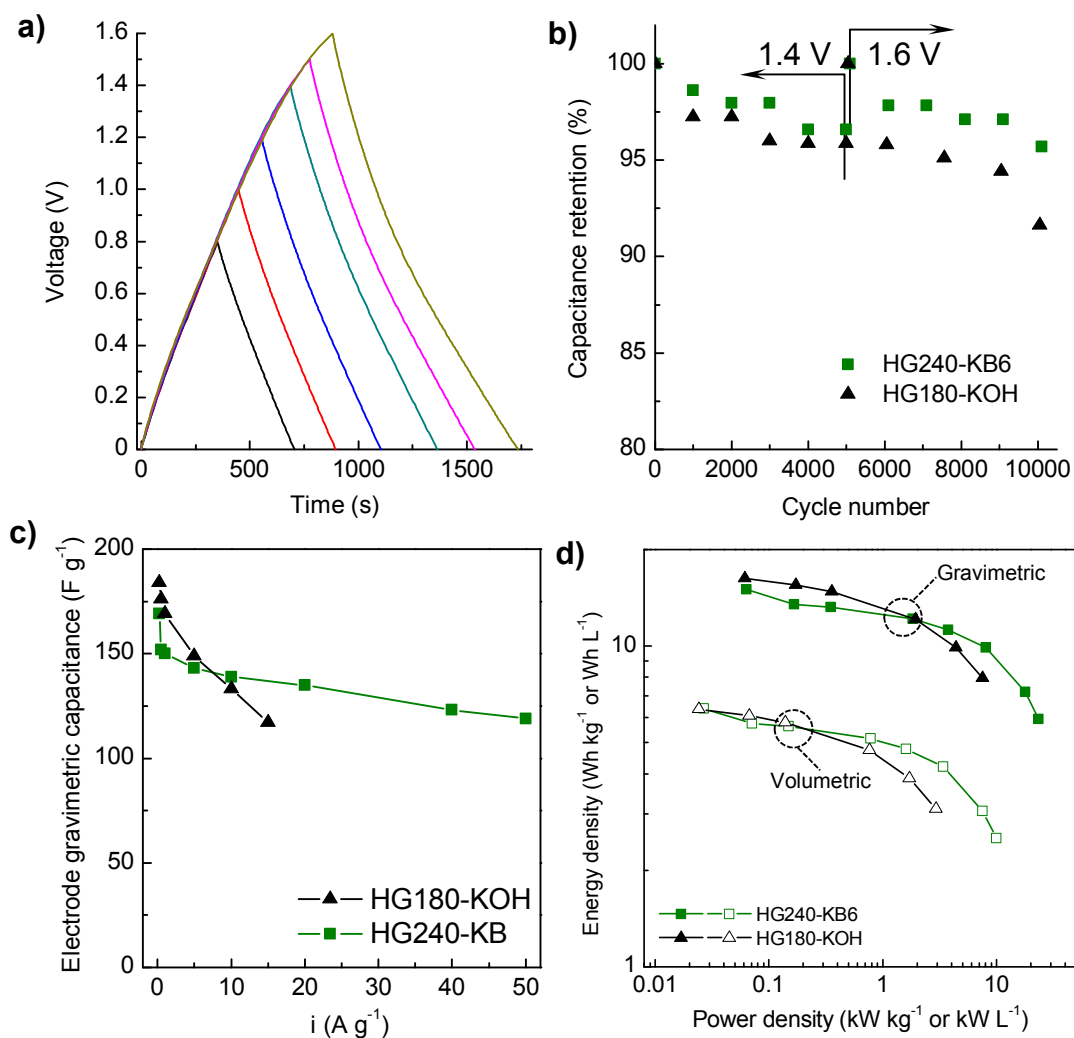 a)
1.6
1.4
1.2
1.0
0.8
0.6
0.4
0.2
0
Voltage (V)
0 500 1000 1500
Time (s)
b)
1.4 V
1.6 V
100
95
90
85
80
Capacitance retention (%)
HG240-KB6
HG180-KOH
0 2000 4000 6000 8000 10000
Cycle number
c)
200
150
100
50
0
Electrode gravimetric capacitance (F g⁻¹)
HG180-KOH
HG240-KB
0 10 20 30 40 50
i (A g⁻¹)
d)
Gravimetric
Volumetric
10
1
Energy density (Wh kg⁻¹ or Wh L⁻¹)
HG240-KB6
HG180-KOH
0.01 0.1 1 10
Power density (kW kg⁻¹ or kW L⁻¹)